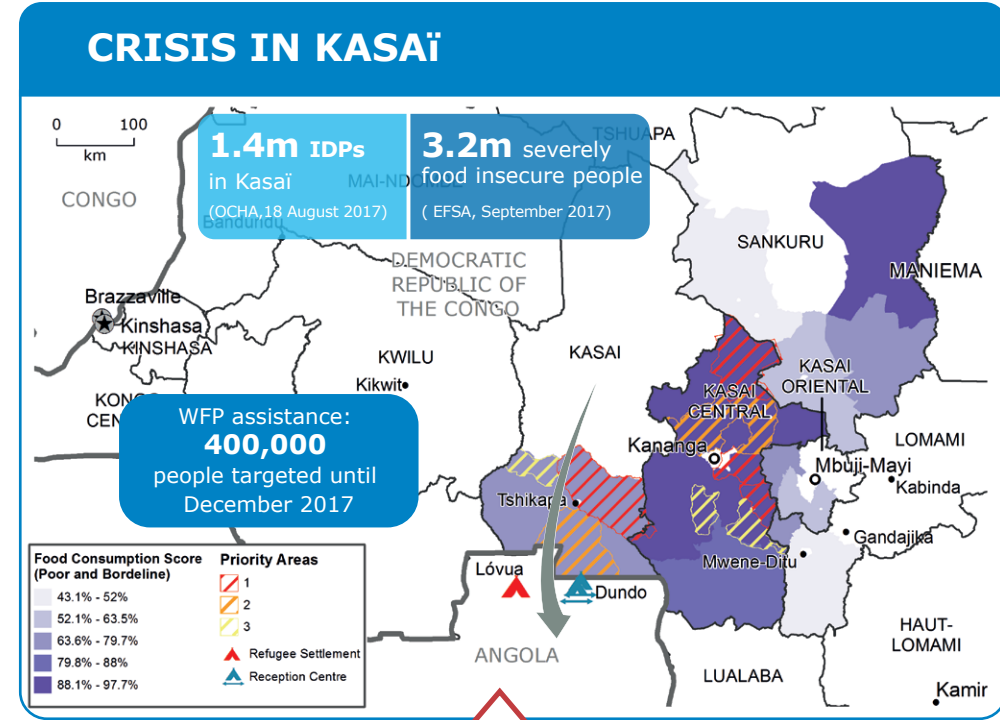 CRISIS IN KASAÏ
0 100
km
1.4m IDPs
in Kasaï
(OCHA,18 August 2017)
3.2m severely
food insecure people
( EFSA, September 2017)
TSHUAPA
CONGO
Bandundu
SANKURU
MANIEMA
DEMOCRATIC
REPUBLIC OF
THE CONGO
Brazzaville
Kinshasa
KINSHASA
KWILU
KASAI
Kikwit
KASAI
ORIENTAL
KASAI
CENTRAL
WFP assistance:
400,000
people targeted until
December 2017
Kananga
LOMAMI
Mbuji-Mayi
Kabinda
Tshikapa
Gandajika
Mwene-Ditu
Lóvua
Dundo
ANGOLA
HAUT-
LOMAMI
LUALABA
Kamir
Food Consumption Score
(Poor and Bordeline)
43.1% - 52%
52.1% - 63.5%
63.6% - 79.7%
79.8% - 88%
88.1% - 97.7%
Priority Areas
1
2
3
Refugee Settlement
Reception Centre